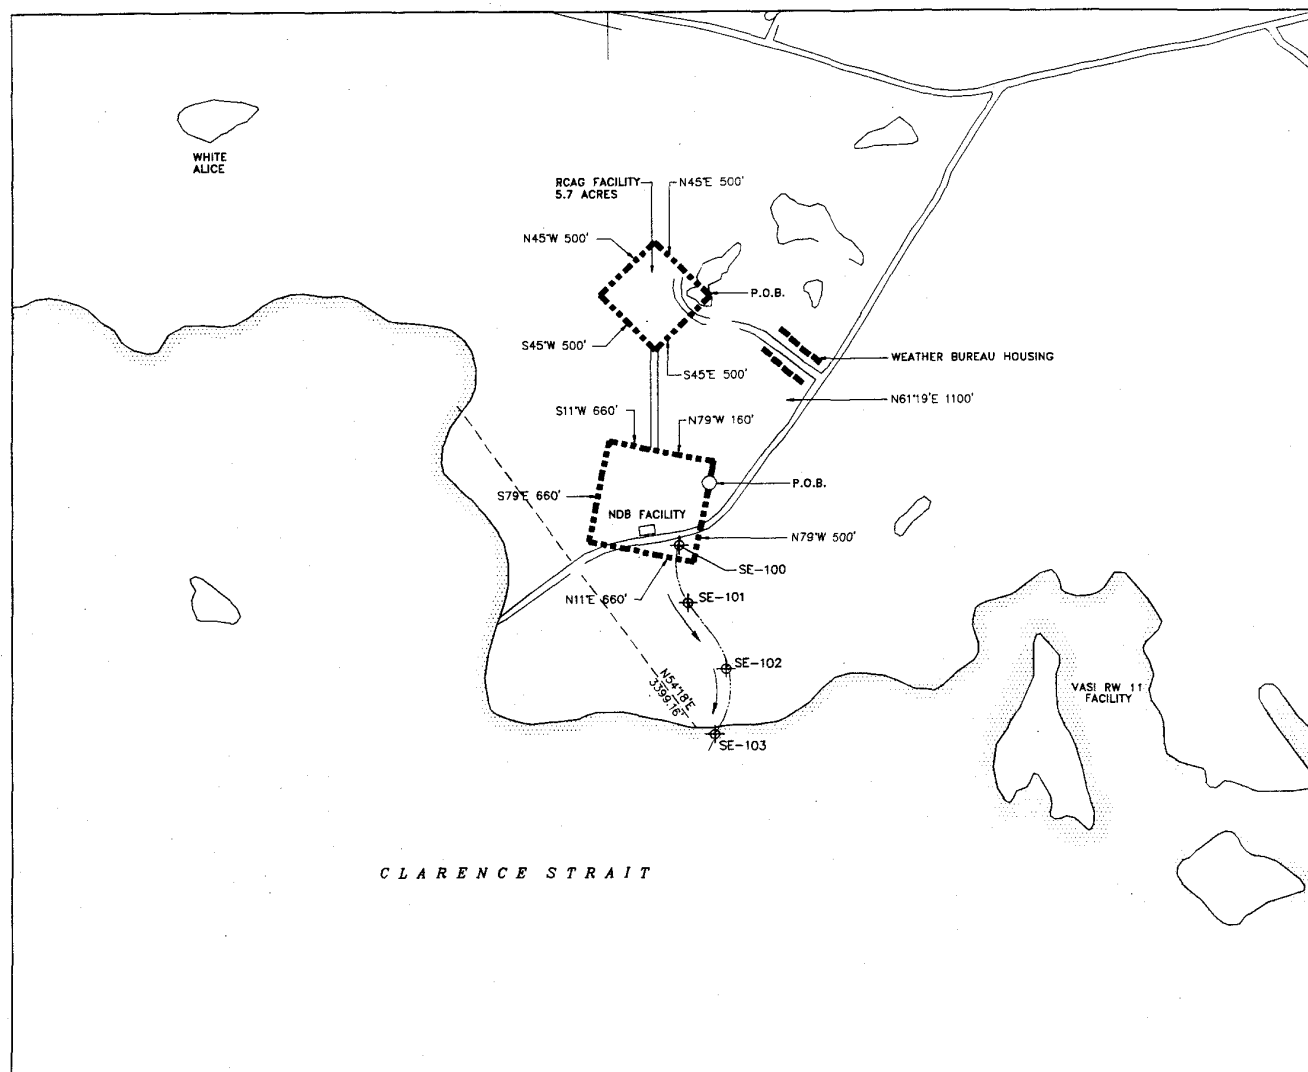 WHITE
ALICE
RCAG FACILITY
5.7 ACRES
N45°E 500'
N45°W 500'
P.O.B.
S45°W 500'
S45°E 500'
WEATHER BUREAU HOUSING
N61°19'E 1100'
S11°W 660'
N79°W 160'
S79°E 660'
P.O.B.
NDB FACILITY
N79°W 500'
SE-100
N11°E 660'
SE-101
SE-102
N54°18'E
3399.16'
VASI RW 11
FACILITY
SE-103
CLARENCE STRAIT